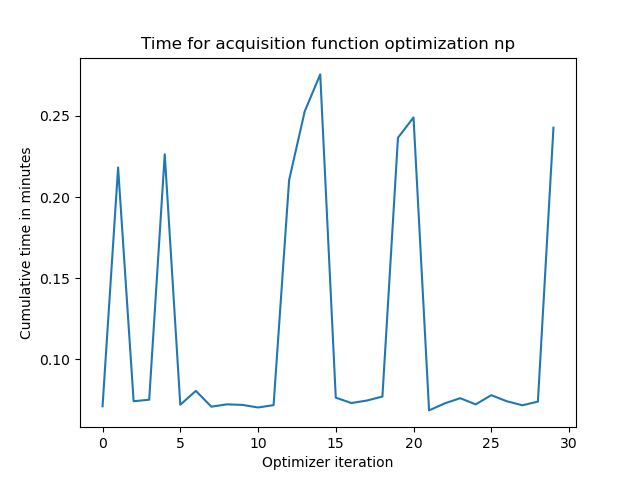 Time for acquisition function optimization np
Cumulative time in minutes
0.25
0.20
0.15
0.10
0 5 10 15 20 25 30
Optimizer iteration